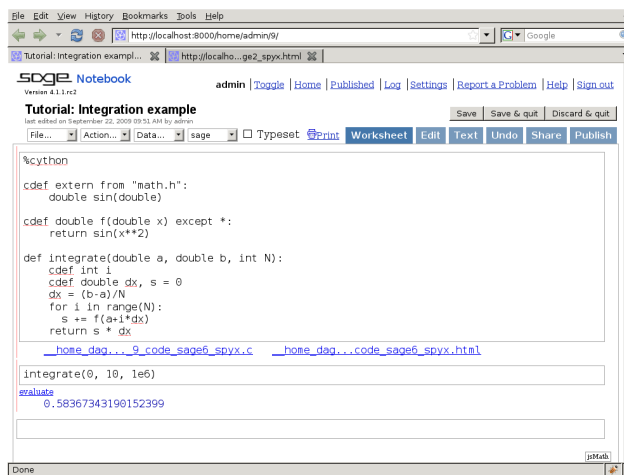 File Edit View History Bookmarks Tools Help
http://localhost:8000/home/admin/9/ G Google
Tutorial: Integration exampl... http://localho...ge2_spyx.html
sage Notebook
Version 4.1.1.rc2
admin | Toggle | Home | Published | Log | Settings | Report a Problem | Help | Sign out
Tutorial: Integration example
last edited on September 22, 2009 09:51 AM by admin
Save Save & quit Discard & quit
File... Action... Data... sage Typeset Print Worksheet Edit Text Undo Share Publish
%cython
cdef extern from "math.h":
    double sin(double)
cdef double f(double x) except *:
    return sin(x**2)
def integrate(double a, double b, int N):
    cdef int i
    cdef double dx, s = 0
    dx = (b-a)/N
    for i in range(N):
      s += f(a+i*dx)
    return s * dx
__home_dag..._9_code_sage6_spyx.c __home_dag...code_sage6_spyx.html
integrate(0, 10, 1e6)
evaluate
0.58367343190152399
jsMath
Done